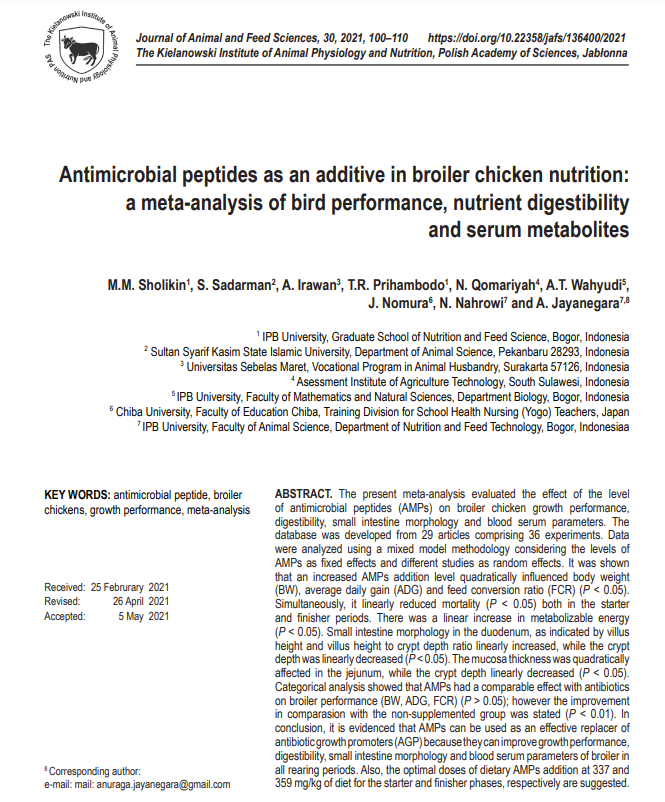 The Kielanowski Institute of Animal Physiology and Nutrition PAS
Journal of Animal and Feed Sciences, 30, 2021, 100–110 https://doi.org/10.22358/jafs/136400/2021
The Kielanowski Institute of Animal Physiology and Nutrition, Polish Academy of Sciences, Jabłonna
Antimicrobial peptides as an additive in broiler chicken nutrition:
a meta-analysis of bird performance, nutrient digestibility
and serum metabolites
M.M. Sholikin1, S. Sadarman2, A. Irawan3, T.R. Prihambodo1, N. Qomariyah4, A.T. Wahyudi5,
J. Nomura6, N. Nahrowi7 and A. Jayanegara7,8
1 IPB University, Graduate School of Nutrition and Feed Science, Bogor, Indonesia
2 Sultan Syarif Kasim State Islamic University, Department of Animal Science, Pekanbaru 28293, Indonesia
3 Universitas Sebelas Maret, Vocational Program in Animal Husbandry, Surakarta 57126, Indonesia
4 Asessment Institute of Agriculture Technology, South Sulawesi, Indonesia
5 IPB University, Faculty of Mathematics and Natural Sciences, Department Biology, Bogor, Indonesia
6 Chiba University, Faculty of Education Chiba, Training Division for School Health Nursing (Yogo) Teachers, Japan
7 IPB University, Faculty of Animal Science, Department of Nutrition and Feed Technology, Bogor, Indonesiaa
KEY WORDS: antimicrobial peptide, broiler
chickens, growth performance, meta-analysis
Received: 25 Februrary 2021
Revised: 26 April 2021
Accepted: 5 May 2021
8 Corresponding author:
e-mail: mail: anuraga.jayanegara@gmail.com
ABSTRACT. The present meta-analysis evaluated the effect of the level
of antimicrobial peptides (AMPs) on broiler chicken growth performance,
digestibility, small intestine morphology and blood serum parameters. The
database was developed from 29 articles comprising 36 experiments. Data
were analyzed using a mixed model methodology considering the levels of
AMPs as fixed effects and different studies as random effects. It was shown
that an increased AMPs addition level quadratically influenced body weight
(BW), average daily gain (ADG) and feed conversion ratio (FCR) (P < 0.05).
Simultaneously, it linearly reduced mortality (P < 0.05) both in the starter
and finisher periods. There was a linear increase in metabolizable energy
(P < 0.05). Small intestine morphology in the duodenum, as indicated by villus
height and villus height to crypt depth ratio linearly increased, while the crypt
depth was linearly decreased (P < 0.05). The mucosa thickness was quadratically
affected in the jejunum, while the crypt depth linearly decreased (P < 0.05).
Categorical analysis showed that AMPs had a comparable effect with antibiotics
on broiler performance (BW, ADG, FCR) (P > 0.05); however the improvement
in comparasion with the non-supplemented group was stated (P < 0.01). In
conclusion, it is evidenced that AMPs can be used as an effective replacer of
antibiotic growth promoters (AGP) because they can improve growth performance,
digestibility, small intestine morphology and blood serum parameters of broiler in
all rearing periods. Also, the optimal doses of dietary AMPs addition at 337 and
359 mg/kg of diet for the starter and finisher phases, respectively are suggested.